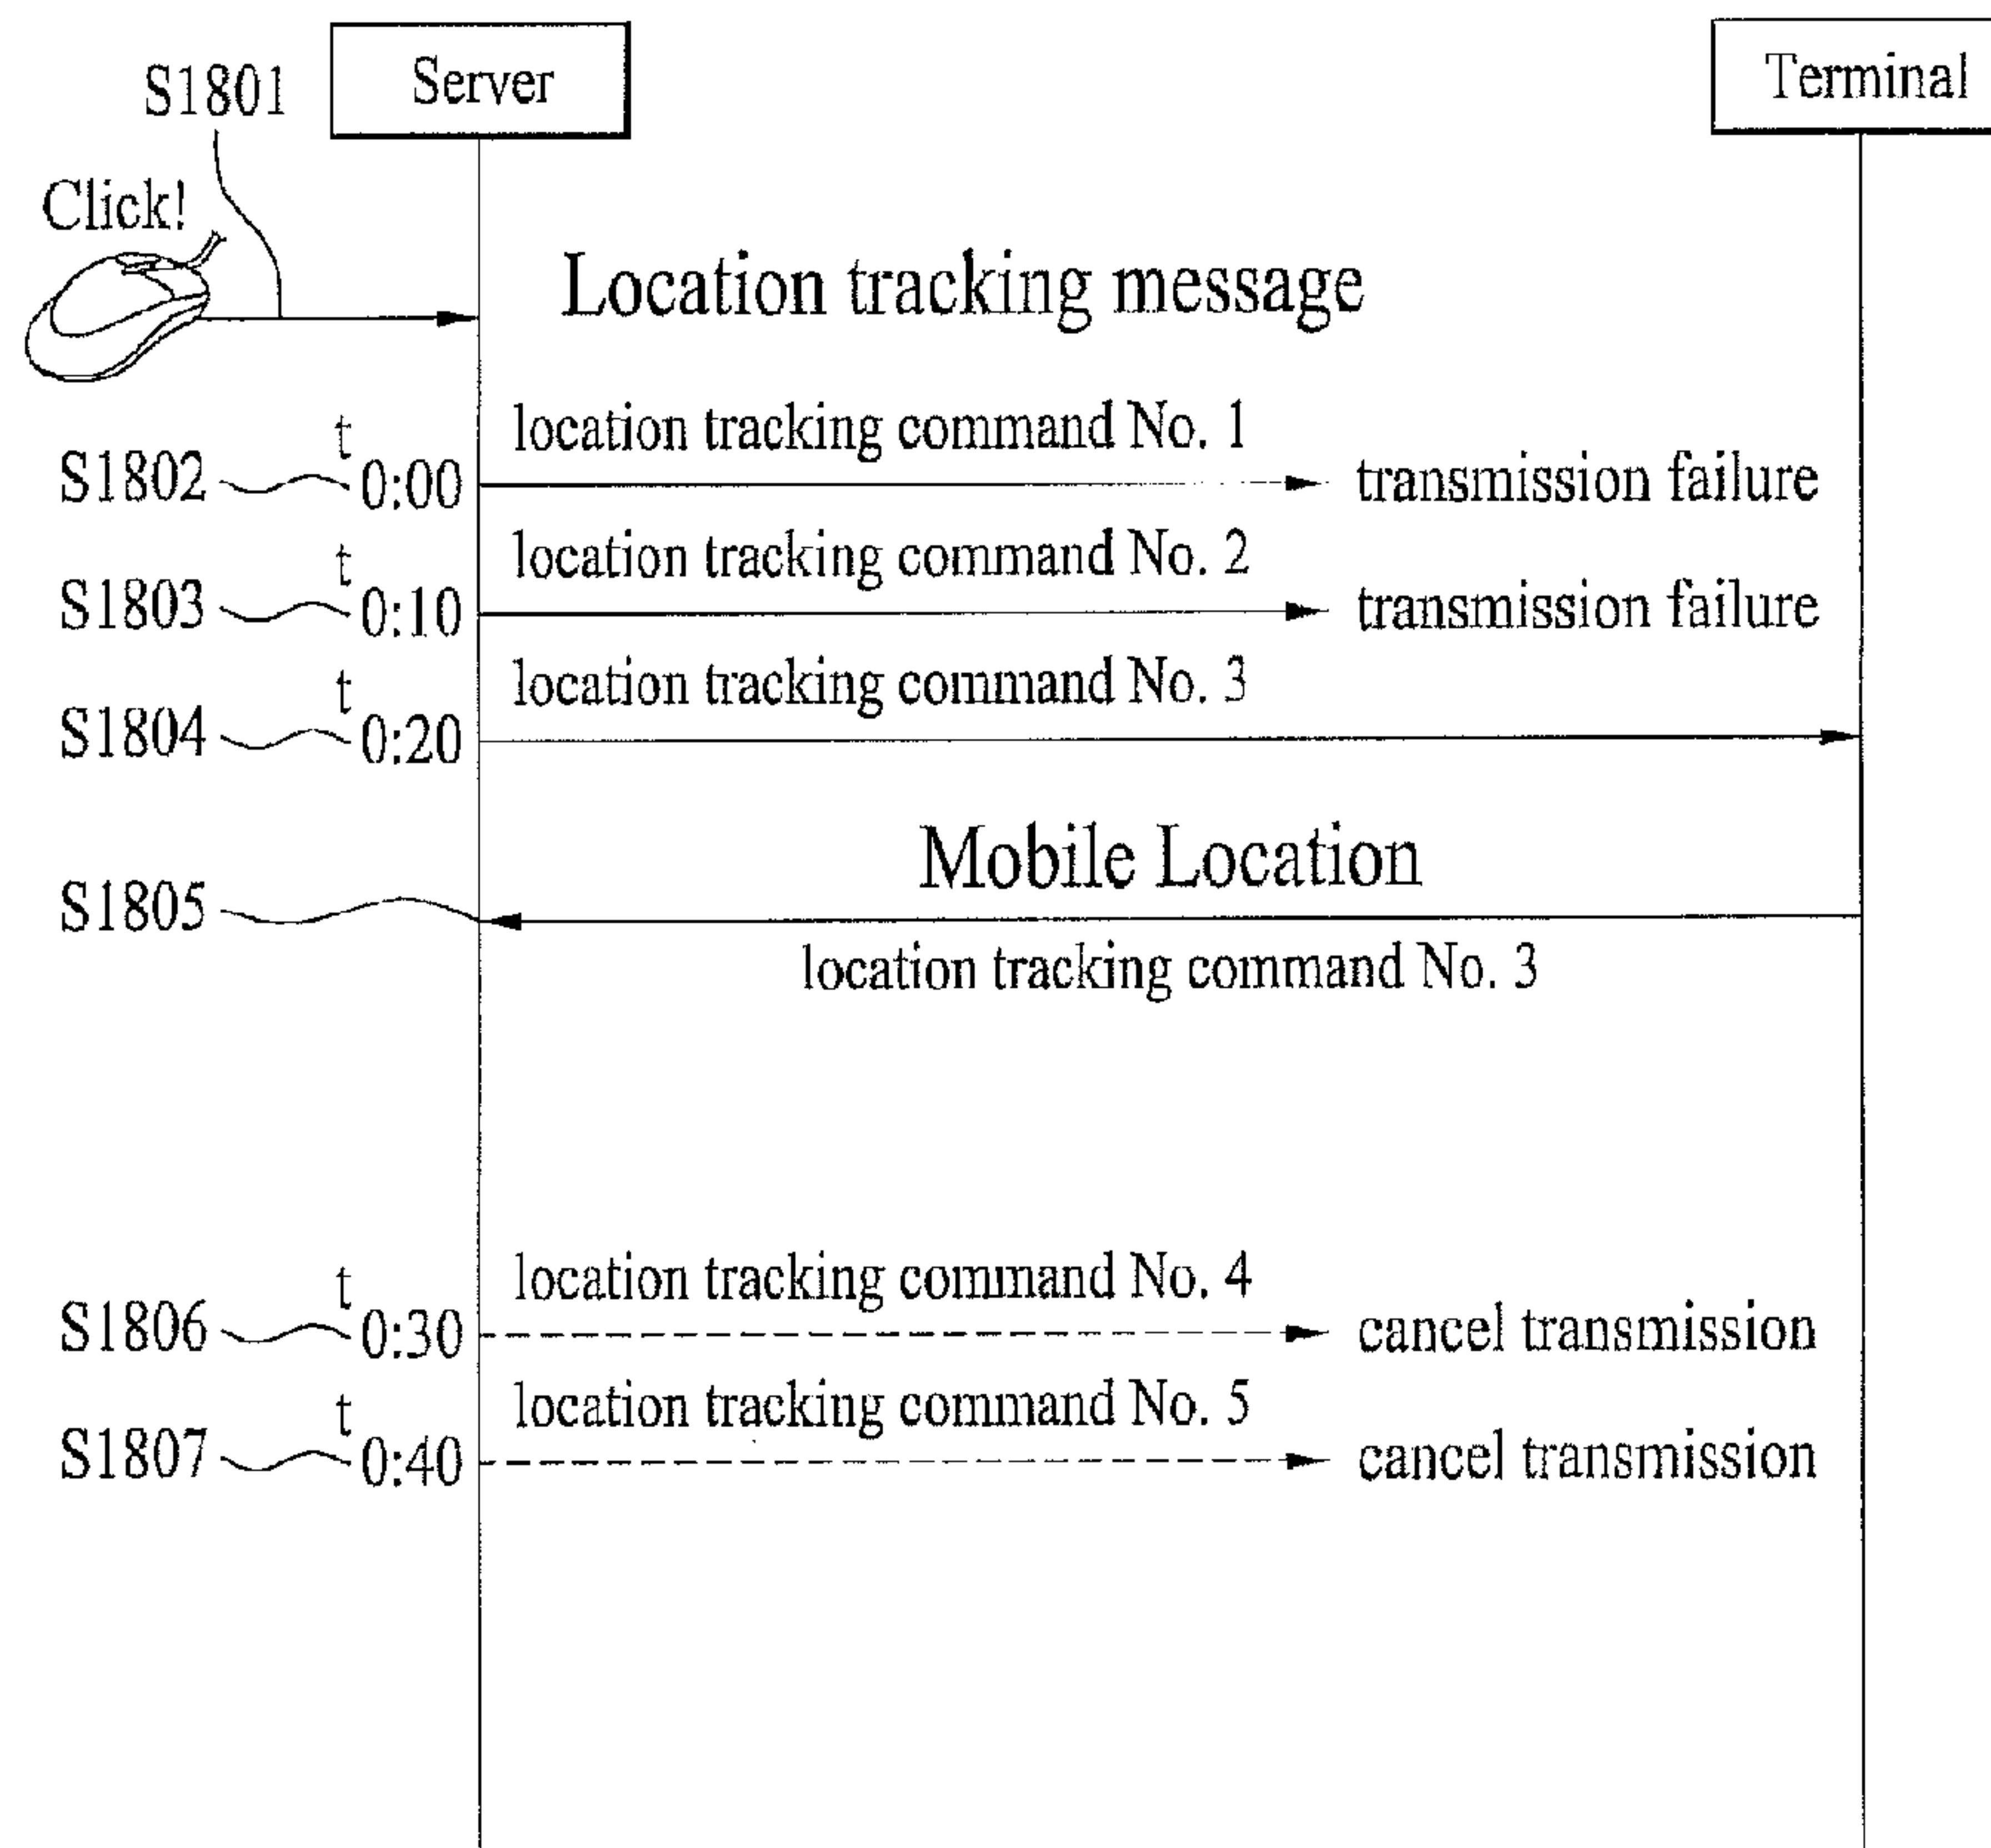 Server
Terminal
S1801
Click!
Location tracking message
t
location tracking command No. 1
S1802
0:00
transmission failure
t
location tracking command No. 2
S1803
0:10
transmission failure
t
location tracking command No. 3
S1804
0:20
Mobile Location
S1805
location tracking command No. 3
t
location tracking command No. 4
S1806
0:30
cancel transmission
t
location tracking command No. 5
S1807
0:40
cancel transmission